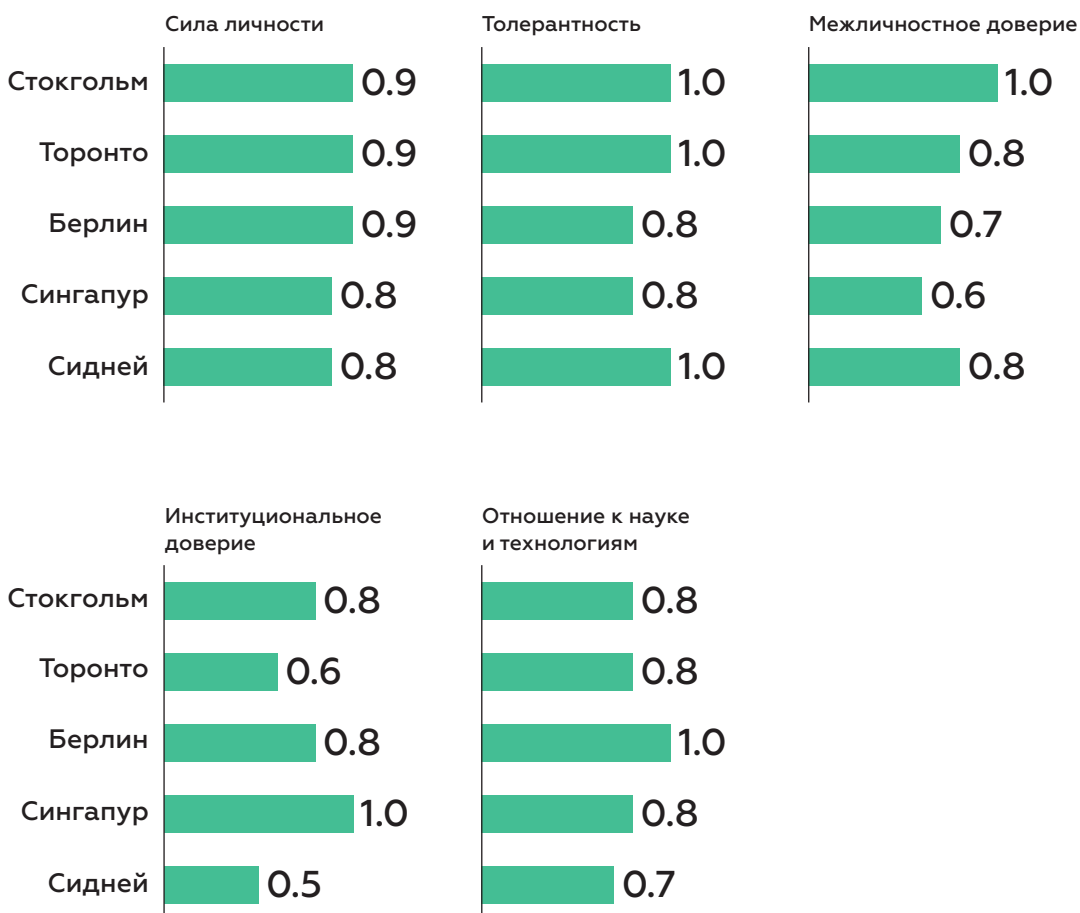 Сила личности
Толерантность
Межличностное доверие
Стокгольм 0.9 1.0 1.0
Торонто 0.9 1.0 0.8
Берлин 0.9 0.8 0.7
Сингапур 0.8 0.8 0.6
Сидней 0.8 1.0 0.8
Институциональное
доверие
Отношение к науке
и технологиям
Стокгольм 0.8 0.8
Торонто 0.6 0.8
Берлин 0.8 1.0
Сингапур 1.0 0.8
Сидней 0.5 0.7